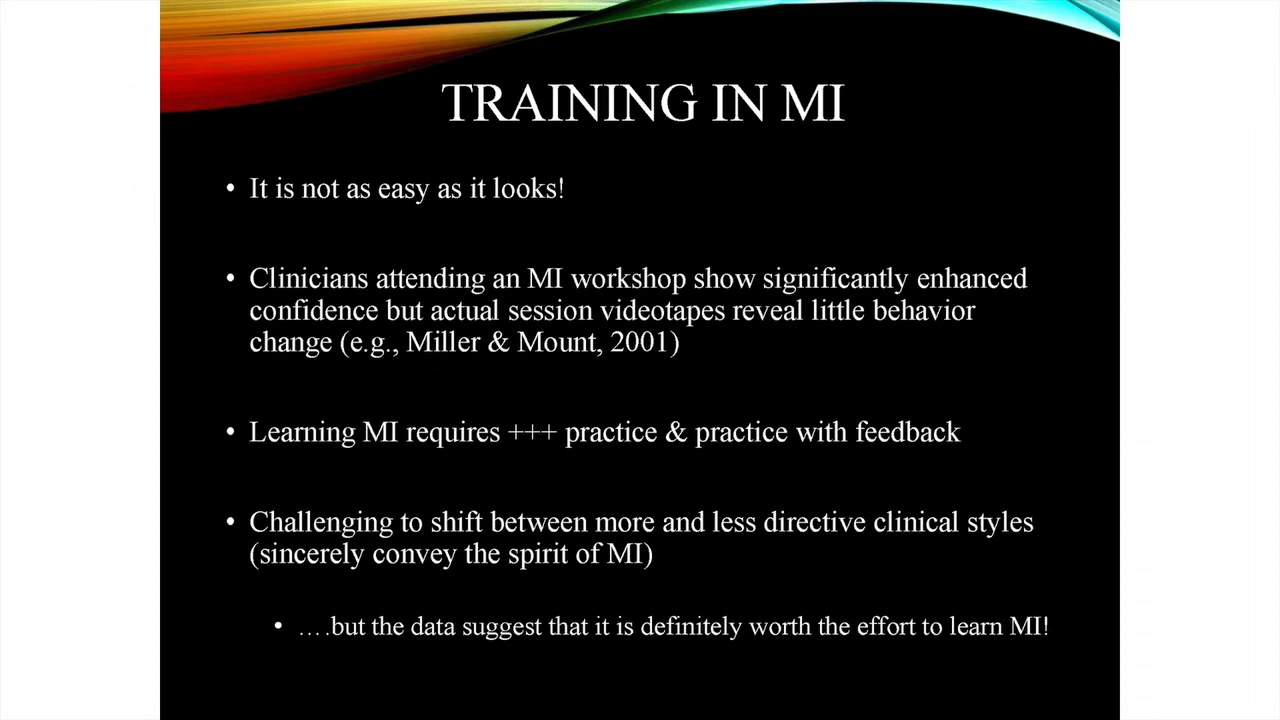 TRAINING IN MI
• It is not as easy as it looks!
• Clinicians attending an MI workshop show significantly enhanced
confidence but actual session videotapes reveal little behavior
change (e.g., Miller & Mount, 2001)
• Learning MI requires +++ practice & practice with feedback
• Challenging to shift between more and less directive clinical styles
(sincerely convey the spirit of MI)
• ….but the data suggest that it is definitely worth the effort to learn MI!